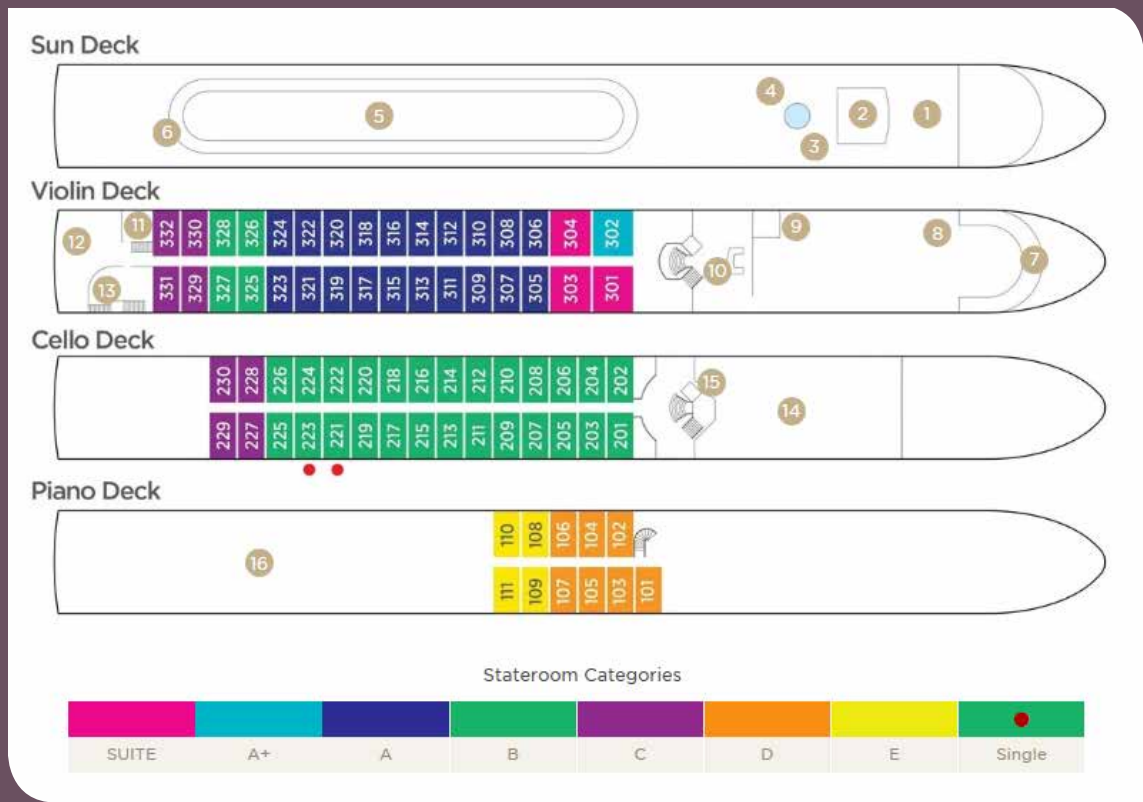 Sun Deck
6
5
4
3
2
1
Violin Deck
12
11
13
332 330 328 326 324 322 320 318 316 314 312 310 308 306 304 302
331 329 327 325 323 321 319 317 315 313 311 309 307 305 303 301
10
9
8
7
Cello Deck
230 228 226 224 222 220 218 216 214 212 210 208 206 204 202
229 227 225 223 221 219 217 215 213 211 209 207 205 203 201
15
14
Piano Deck
16
110 108 106 104 102
111 109 107 105 103 101
Stateroom Categories
SUITE A+ A B C D E Single